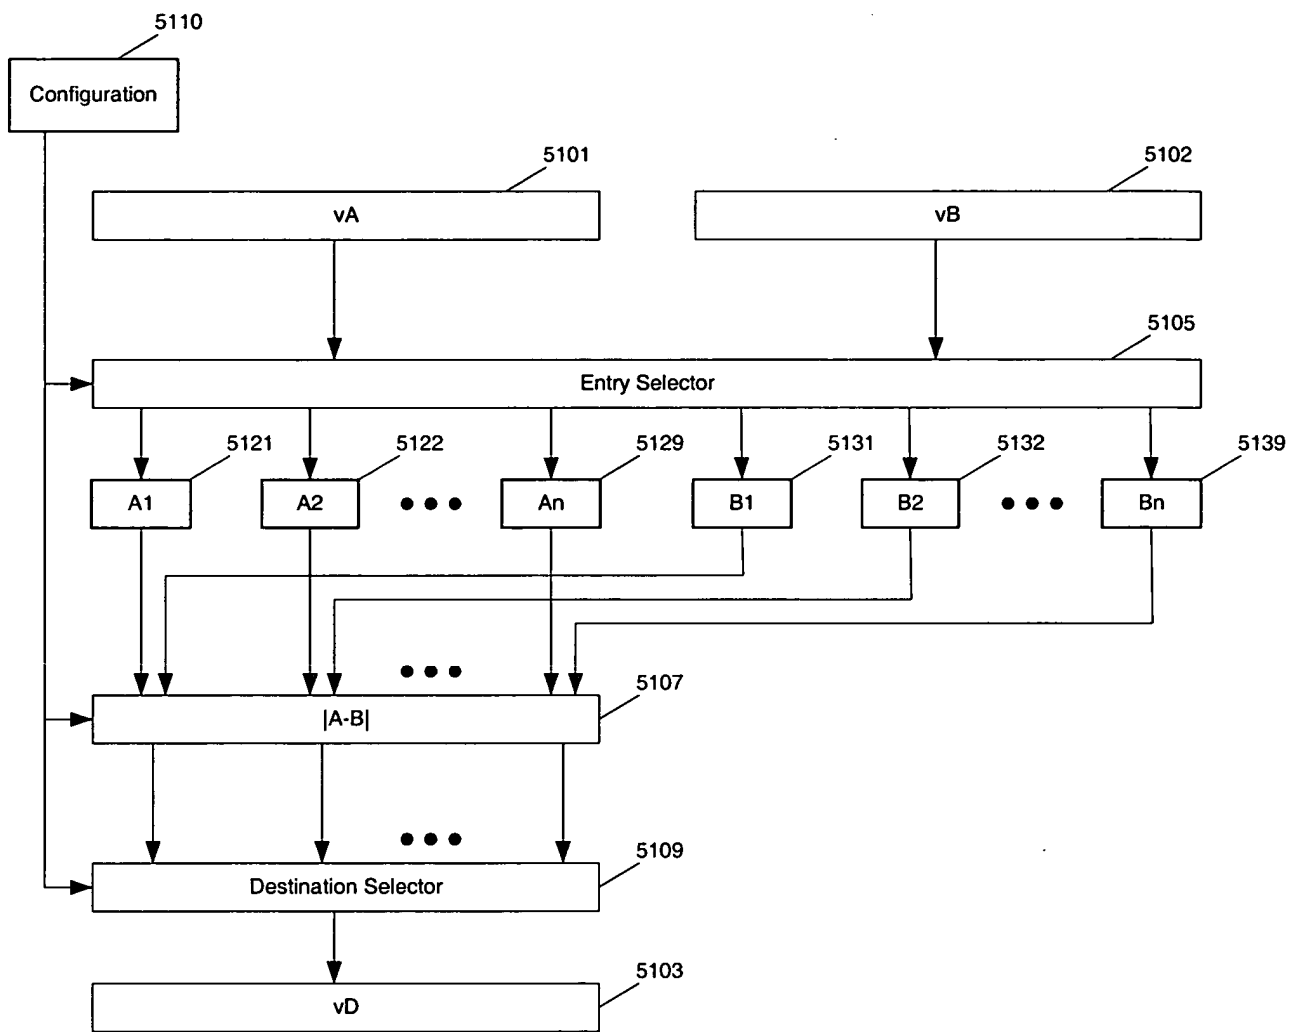 5110
Configuration
5101
5102
vA
vB
5105
Entry Selector
5121
5122
5129
5131
5132
5139
A1
A2
An
B1
B2
Bn
5107
|A-B|
5109
Destination Selector
5103
vD